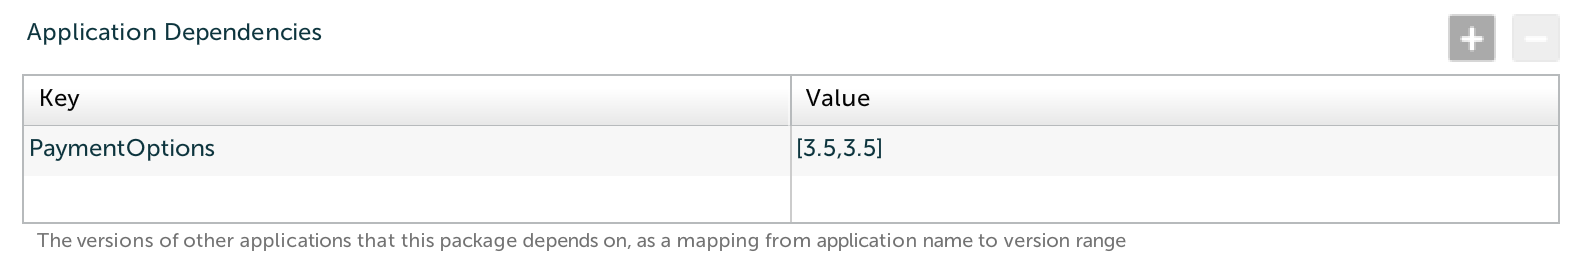 Application Dependencies
Key Value
PaymentOptions [3.5,3.5]
The versions of other applications that this package depends on, as a mapping from application name to version range